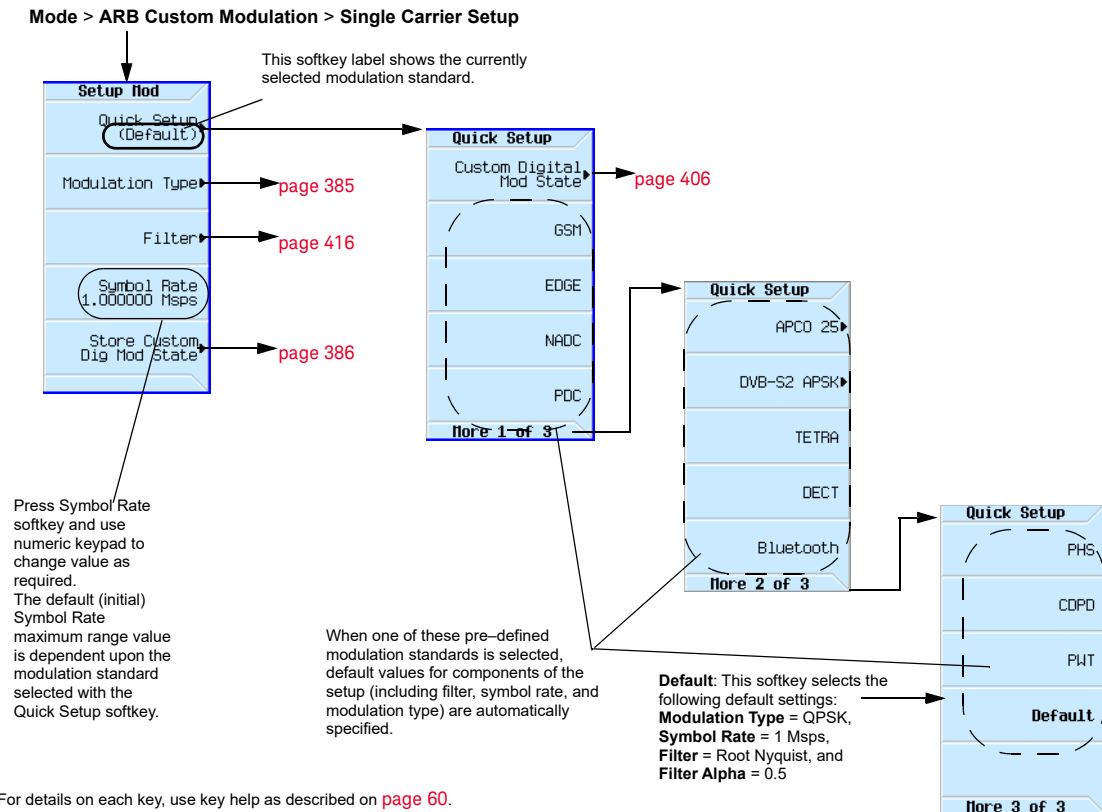 Mode > ARB Custom Modulation > Single Carrier Setup
This softkey label shows the currently
selected modulation standard.
Setup Mod
Quick Setup
(Default)
Modulation Type
page 385
Filter
page 416
Symbol Rate
1.000000 Msps
Store Custom
Dig Mod State
page 386
Quick Setup
Custom Digital
Mod State
page 406
GSM
EDGE
NADC
PDC
More 1 of 3
Quick Setup
APCO 25
DVB-S2 APSK
TETRA
DECT
Bluetooth
More 2 of 3
Quick Setup
PHS
CDPD
PWT
Default
More 3 of 3
Press Symbol Rate
softkey and use
numeric keypad to
change value as
required.
The default (initial)
Symbol Rate
maximum range value
is dependent upon the
modulation standard
selected with the
Quick Setup softkey.
When one of these pre–defined
modulation standards is selected,
default values for components of the
setup (including filter, symbol rate, and
modulation type) are automatically
specified.
Default: This softkey selects the
following default settings:
Modulation Type = QPSK,
Symbol Rate = 1 Msps,
Filter = Root Nyquist, and
Filter Alpha = 0.5
For details on each key, use key help as described on page 60.